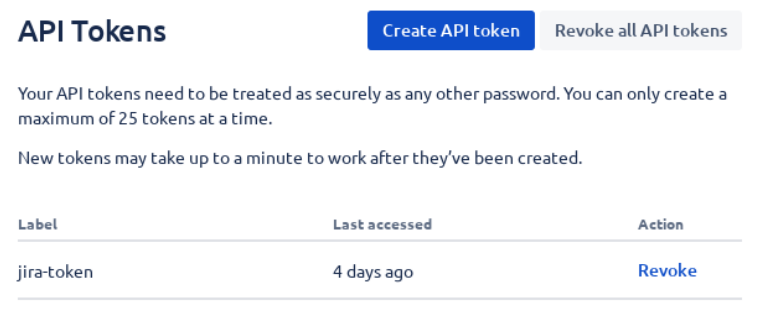 API Tokens
Create API token
Revoke all API tokens
Your API tokens need to be treated as securely as any other password. You can only create a
maximum of 25 tokens at a time.
New tokens may take up to a minute to work after they’ve been created.
Label Last accessed Action
jira-token 4 days ago Revoke